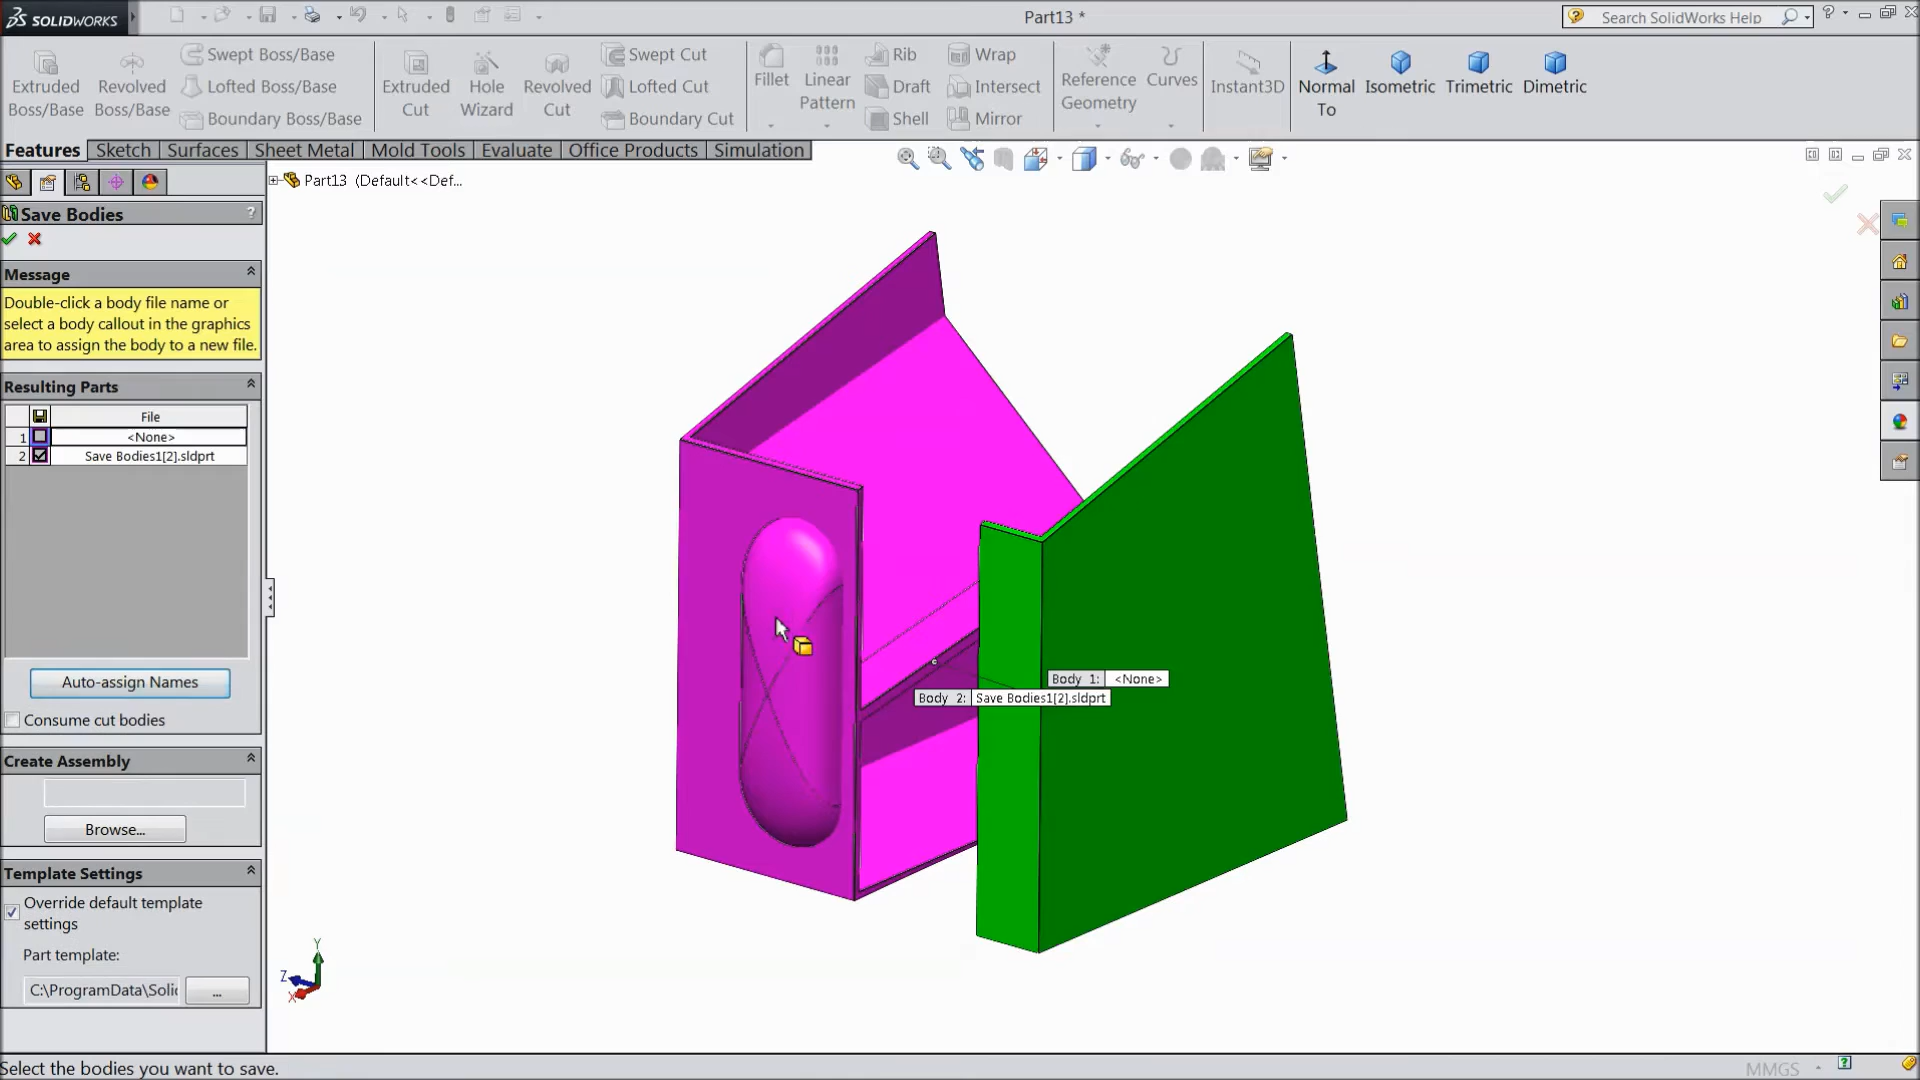 SOLIDWORKS
Part13 *
Search SolidWorks Help
?
Extruded
Boss/Base
Revolved
Boss/Base
Swept Boss/Base
Lofted Boss/Base
Boundary Boss/Base
Extruded
Cut
Hole
Wizard
Revolved
Cut
Swept Cut
Lofted Cut
Boundary Cut
Fillet
Linear
Pattern
Rib
Draft
Shell
Wrap
Intersect
Mirror
Reference
Geometry
Curves
Instant3D
Normal
To
Isometric
Trimetric
Dimetric
Features Sketch Surfaces Sheet Metal Mold Tools Evaluate Office Products Simulation
Part13 (Default<<Def...
Save Bodies ?
Message
Double-click a body file name or
select a body callout in the graphics
area to assign the body to a new file.
Resulting Parts
File
1 <None>
2 Save Bodies1[2].sldprt
Auto-assign Names
Consume cut bodies
Create Assembly
Browse...
Template Settings
Override default template
settings
Part template:
C:\ProgramData\Solic
...
Body 1: <None>
Body 2: Save Bodies1[2].sldprt
Y
Z
X
Select the bodies you want to save.
MMGS
?